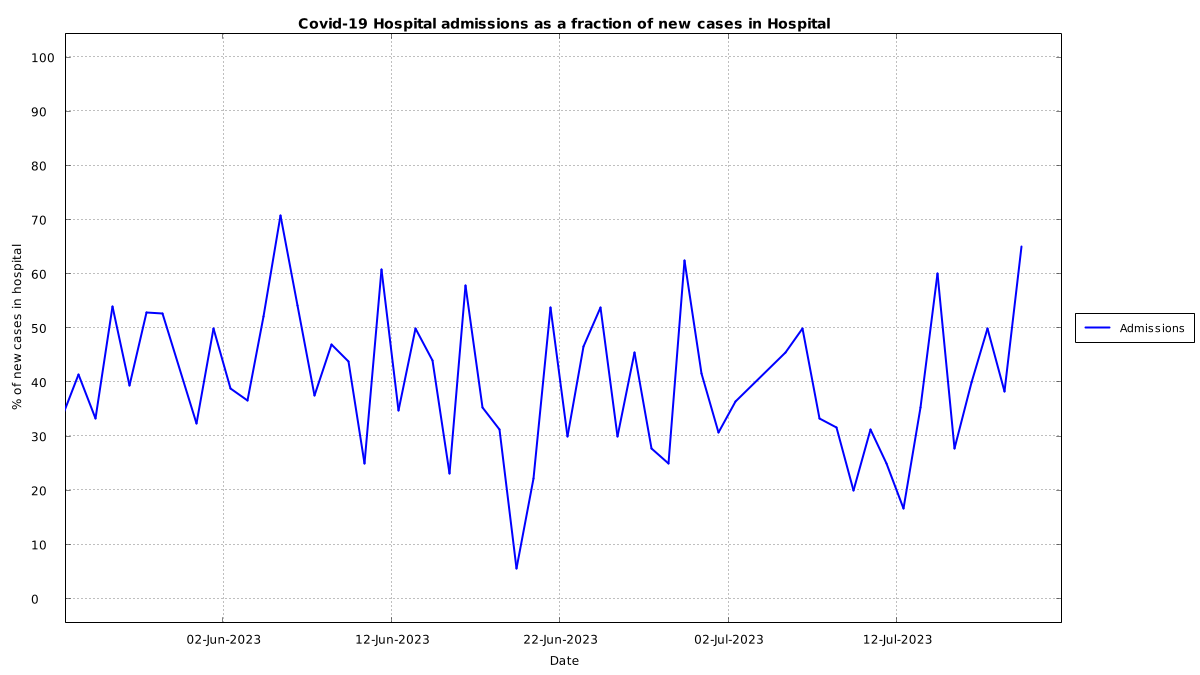 Covid-19 Hospital admissions as a fraction of new cases in Hospital
100
90
80
70
60
50
40
30
20
10
0
% of new cases in hospital
02-Jun-2023
12-Jun-2023
22-Jun-2023
02-Jul-2023
12-Jul-2023
Date
Admissions